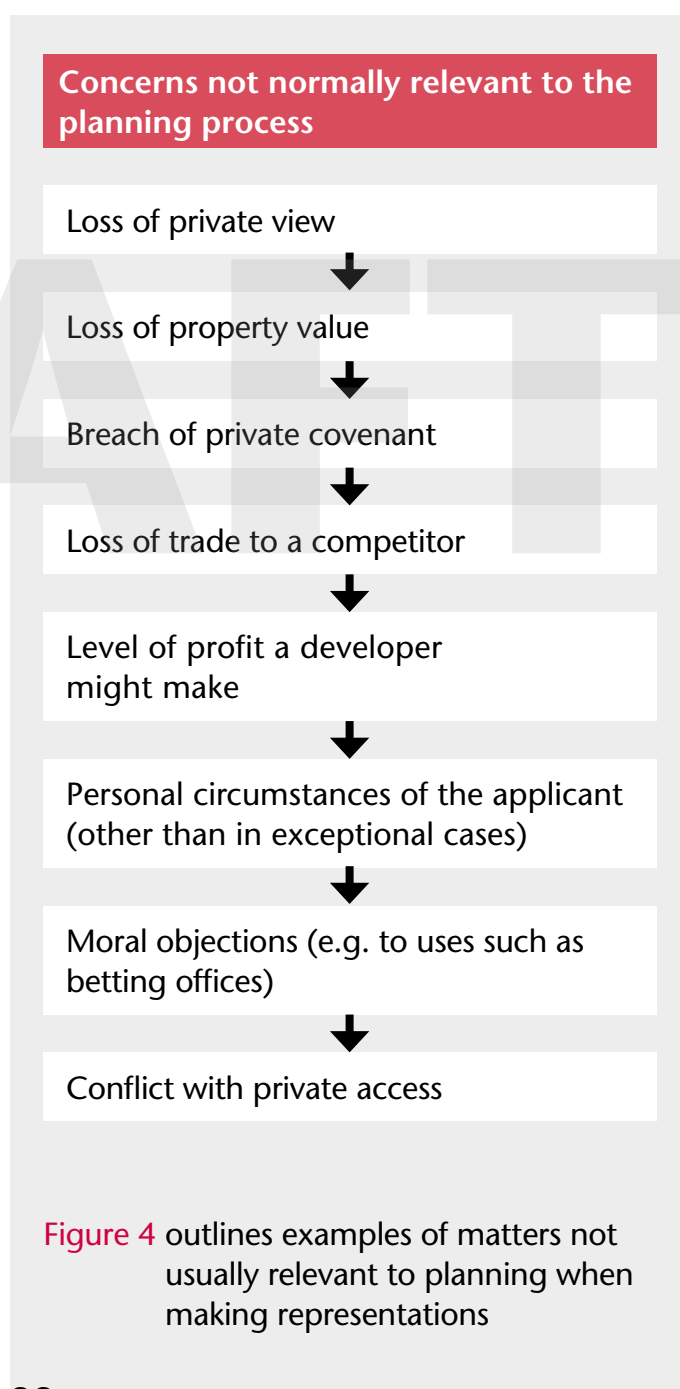 Concerns not normally relevant to the
planning process
Loss of private view
Loss of property value
Breach of private covenant
Loss of trade to a competitor
Level of profit a developer
might make
Personal circumstances of the applicant
(other than in exceptional cases)
Moral objections (e.g. to uses such as
betting offices)
Conflict with private access
Figure 4 outlines examples of matters not
usually relevant to planning when
making representations